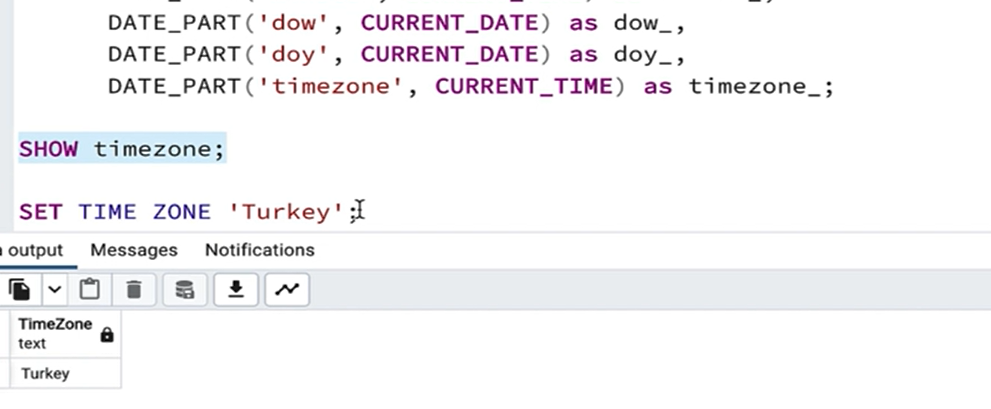 DATE_PART('dow', CURRENT_DATE) as dow_,
DATE_PART('doy', CURRENT_DATE) as doy_,
DATE_PART('timezone', CURRENT_TIME) as timezone_;
SHOW timezone;
SET TIME ZONE 'Turkey';
a output Messages Notifications
TimeZone
text
Turkey